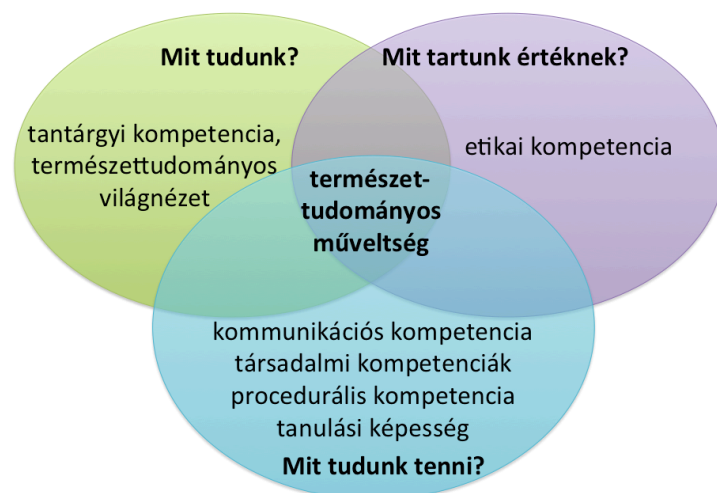 Mit tudunk?
tantárgyi kompetencia,
természettudományos
világnézet
Mit tartunk értéknek?
etikai kompetencia
természet-
tudományos
műveltség
kommunikációs kompetencia
társadalmi kompetenciák
procedurális kompetencia
tanulási képesség
Mit tudunk tenni?